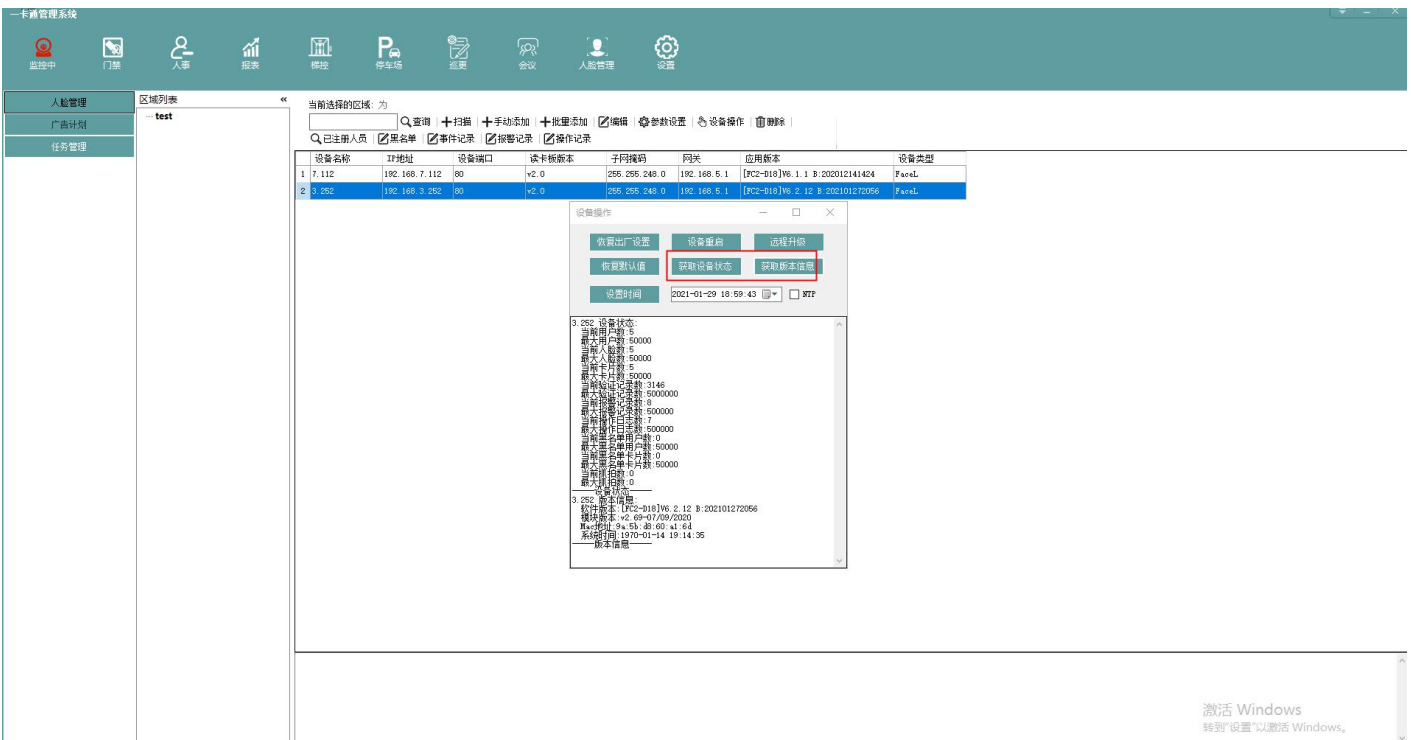 一卡通管理系统
监控中 门禁 人事 报表 梯控 停车场 巡更 会议 人脸管理 设置
人脸管理
广告计划
任务管理
区域列表 «
test
当前选择的区域: 为
查询 十扫描 十手动添加 十批量添加 编辑 参数设置 设备操作 删除
已注册人员 黑名单 事件记录 报警记录 操作记录
设备名称 IP地址 设备端口 读卡板版本 子网掩码 网关 应用版本 设备类型
1 7.112 192.168.7.112 80 v2.0 255.255.248.0 192.168.5.1 [FC2-D18]V6.1.1 B:202012141424 FaceL
2 3.252 192.168.3.252 80 v2.0 255.255.248.0 192.168.5.1 [FC2-D18]V6.2.12 B:202101272056 FaceL
设备操作
恢复出厂设置 设备重启 远程升级
恢复默认值 获取设备状态 获取版本信息
设置时间 2021-01-29 18:59:43 NTP
3.252 设备状态:
当前用户数:5
最大用户数:50000
当前人脸数:5
最大人脸数:50000
当前卡片数:5
最大卡片数:50000
当前验证记录数:3146
最大验证记录数:5000000
当前报警记录数:8
最大报警记录数:500000
当前操作日志数:7
最大操作日志数:500000
当前黑名单用户数:0
最大黑名单用户数:50000
当前黑名单卡片数:0
最大黑名单卡片数:50000
当前抓拍数:0
最大抓拍数:0
——设备状态——
3.252 版本信息:
软件版本:[FC2-D18]V6.2.12 B:202101272056
模块版本:v2.69-07/09/2020
Mac地址:9a:5b:d8:60:a1:6d
系统时间:1970-01-14 19:14:35
——版本信息——
激活 Windows
转到"设置"以激活 Windows。